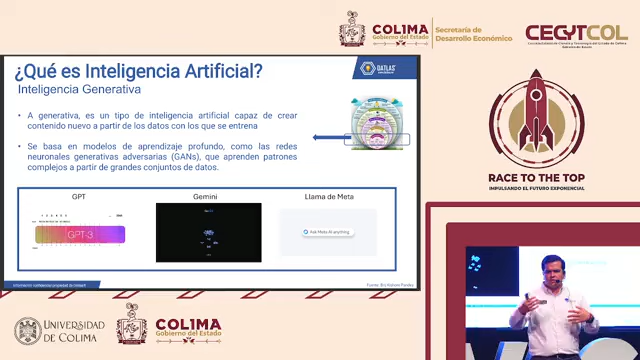 COLIMA
Gobierno del Estado
Secretaría de
Desarrollo Económico
CECYTCOL
¿Qué es Inteligencia Artificial?
Inteligencia Generativa
DATLAS
• A generativa, es un tipo de inteligencia artificial capaz de crear
contenido nuevo a partir de los datos con los que se entrena
• Se basa en modelos de aprendizaje profundo, como las redes
neuronales generativas adversarias (GANs), que aprenden patrones
complejos a partir de grandes conjuntos de datos.
GPT
Gemini
Llama de Meta
GPT-3
Ask Meta AI anything
RACE TO THE TOP
IMPULSANDO EL FUTURO EXPONENCIAL
UNIVERSIDAD
DE COLIMA
COLIMA
Gobierno del Estado